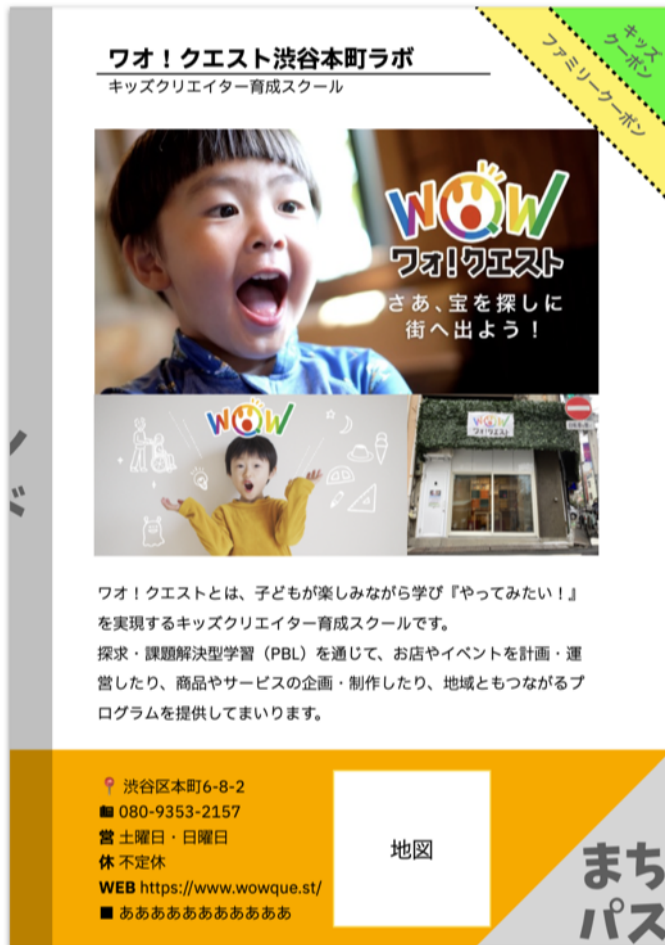 ワオ！クエスト渋谷本町ラボ
キッズクリエイター育成スクール
キッズ
クーポン
ファミリークーポン
WOW
ワォ！クエスト
さあ、宝を探しに
街へ出よう！
WOW
WOW
ワォ！クエスト
ワオ！クエストとは、子どもが楽しみながら学び『やってみたい！』
を実現するキッズクリエイター育成スクールです。
探求・課題解決型学習（PBL）を通じて、お店やイベントを計画・運
営したり、商品やサービスの企画・制作したり、地域ともつながるプ
ログラムを提供してまいります。
渋谷区本町6-8-2
080-9353-2157
営 土曜日・日曜日
休 不定休
WEB https://www.wowque.st/
■ あああああああああああ
地図
まち
パス